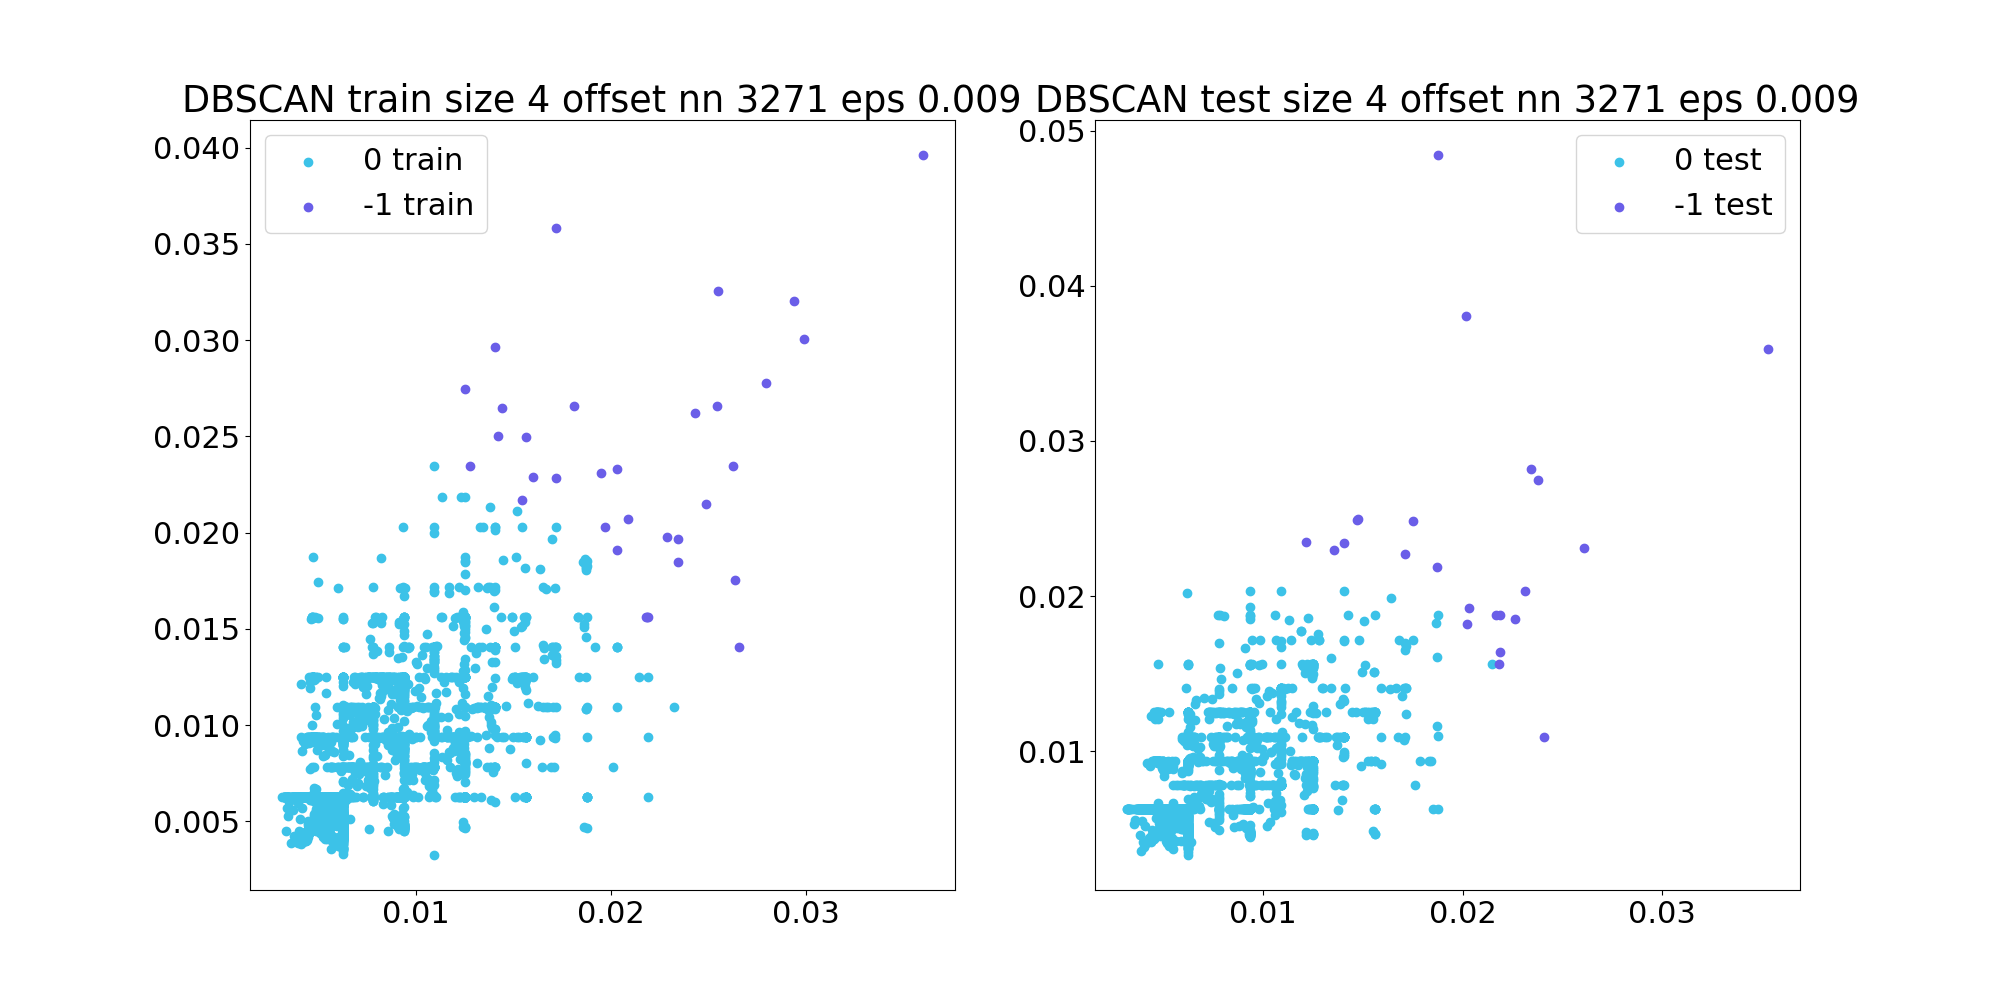 DBSCAN train size 4 offset nn 3271 eps 0.009
0 train
-1 train
0.040
0.035
0.030
0.025
0.020
0.015
0.010
0.005
0.01 0.02 0.03
DBSCAN test size 4 offset nn 3271 eps 0.009
0 test
-1 test
0.05
0.04
0.03
0.02
0.01
0.01 0.02 0.03